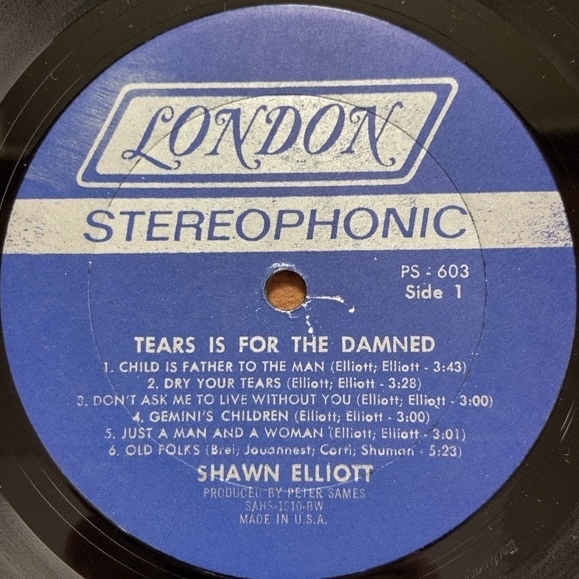 LONDON
STEREOPHONIC
PS - 603
Side 1
TEARS IS FOR THE DAMNED
1. CHILD IS FATHER TO THE MAN (Elliott; Elliott - 3:43)
2. DRY YOUR TEARS (Elliott; Elliott - 3:28)
3. DON'T ASK ME TO LIVE WITHOUT YOU (Elliott; Elliott - 3:00)
4. GEMINI'S CHILDREN (Elliott; Elliott - 3:00)
5. JUST A MAN AND A WOMAN (Elliott; Elliott - 3:01)
6. OLD FOLKS (Brel; Jouannest; Corti; Shuman - 5:23)
SHAWN ELLIOTT
PRODUCED BY PETER SAMES
SAHS-1510-BW
MADE IN U.S.A.